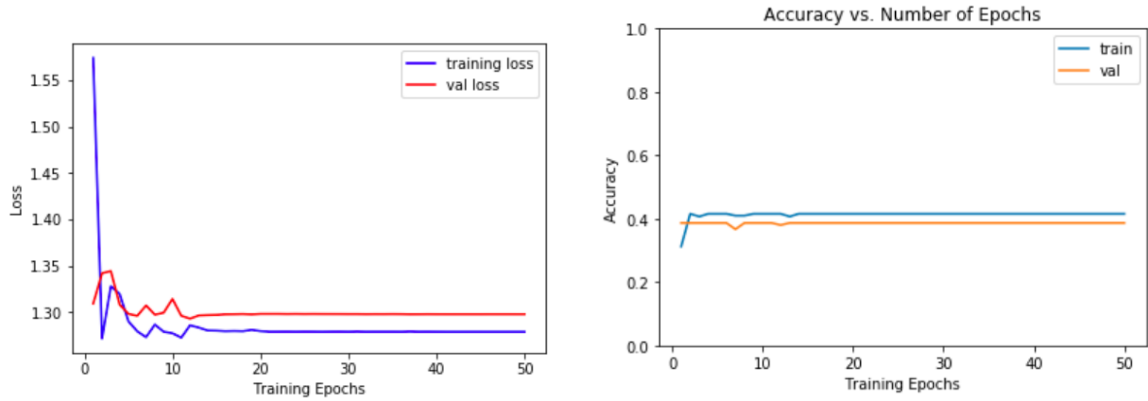 training loss
val loss
1.55
1.50
1.45
1.40
1.35
1.30
Loss
0 10 20 30 40 50
Training Epochs
Accuracy vs. Number of Epochs
train
val
1.0
0.8
0.6
0.4
0.2
0.0
Accuracy
0 10 20 30 40 50
Training Epochs